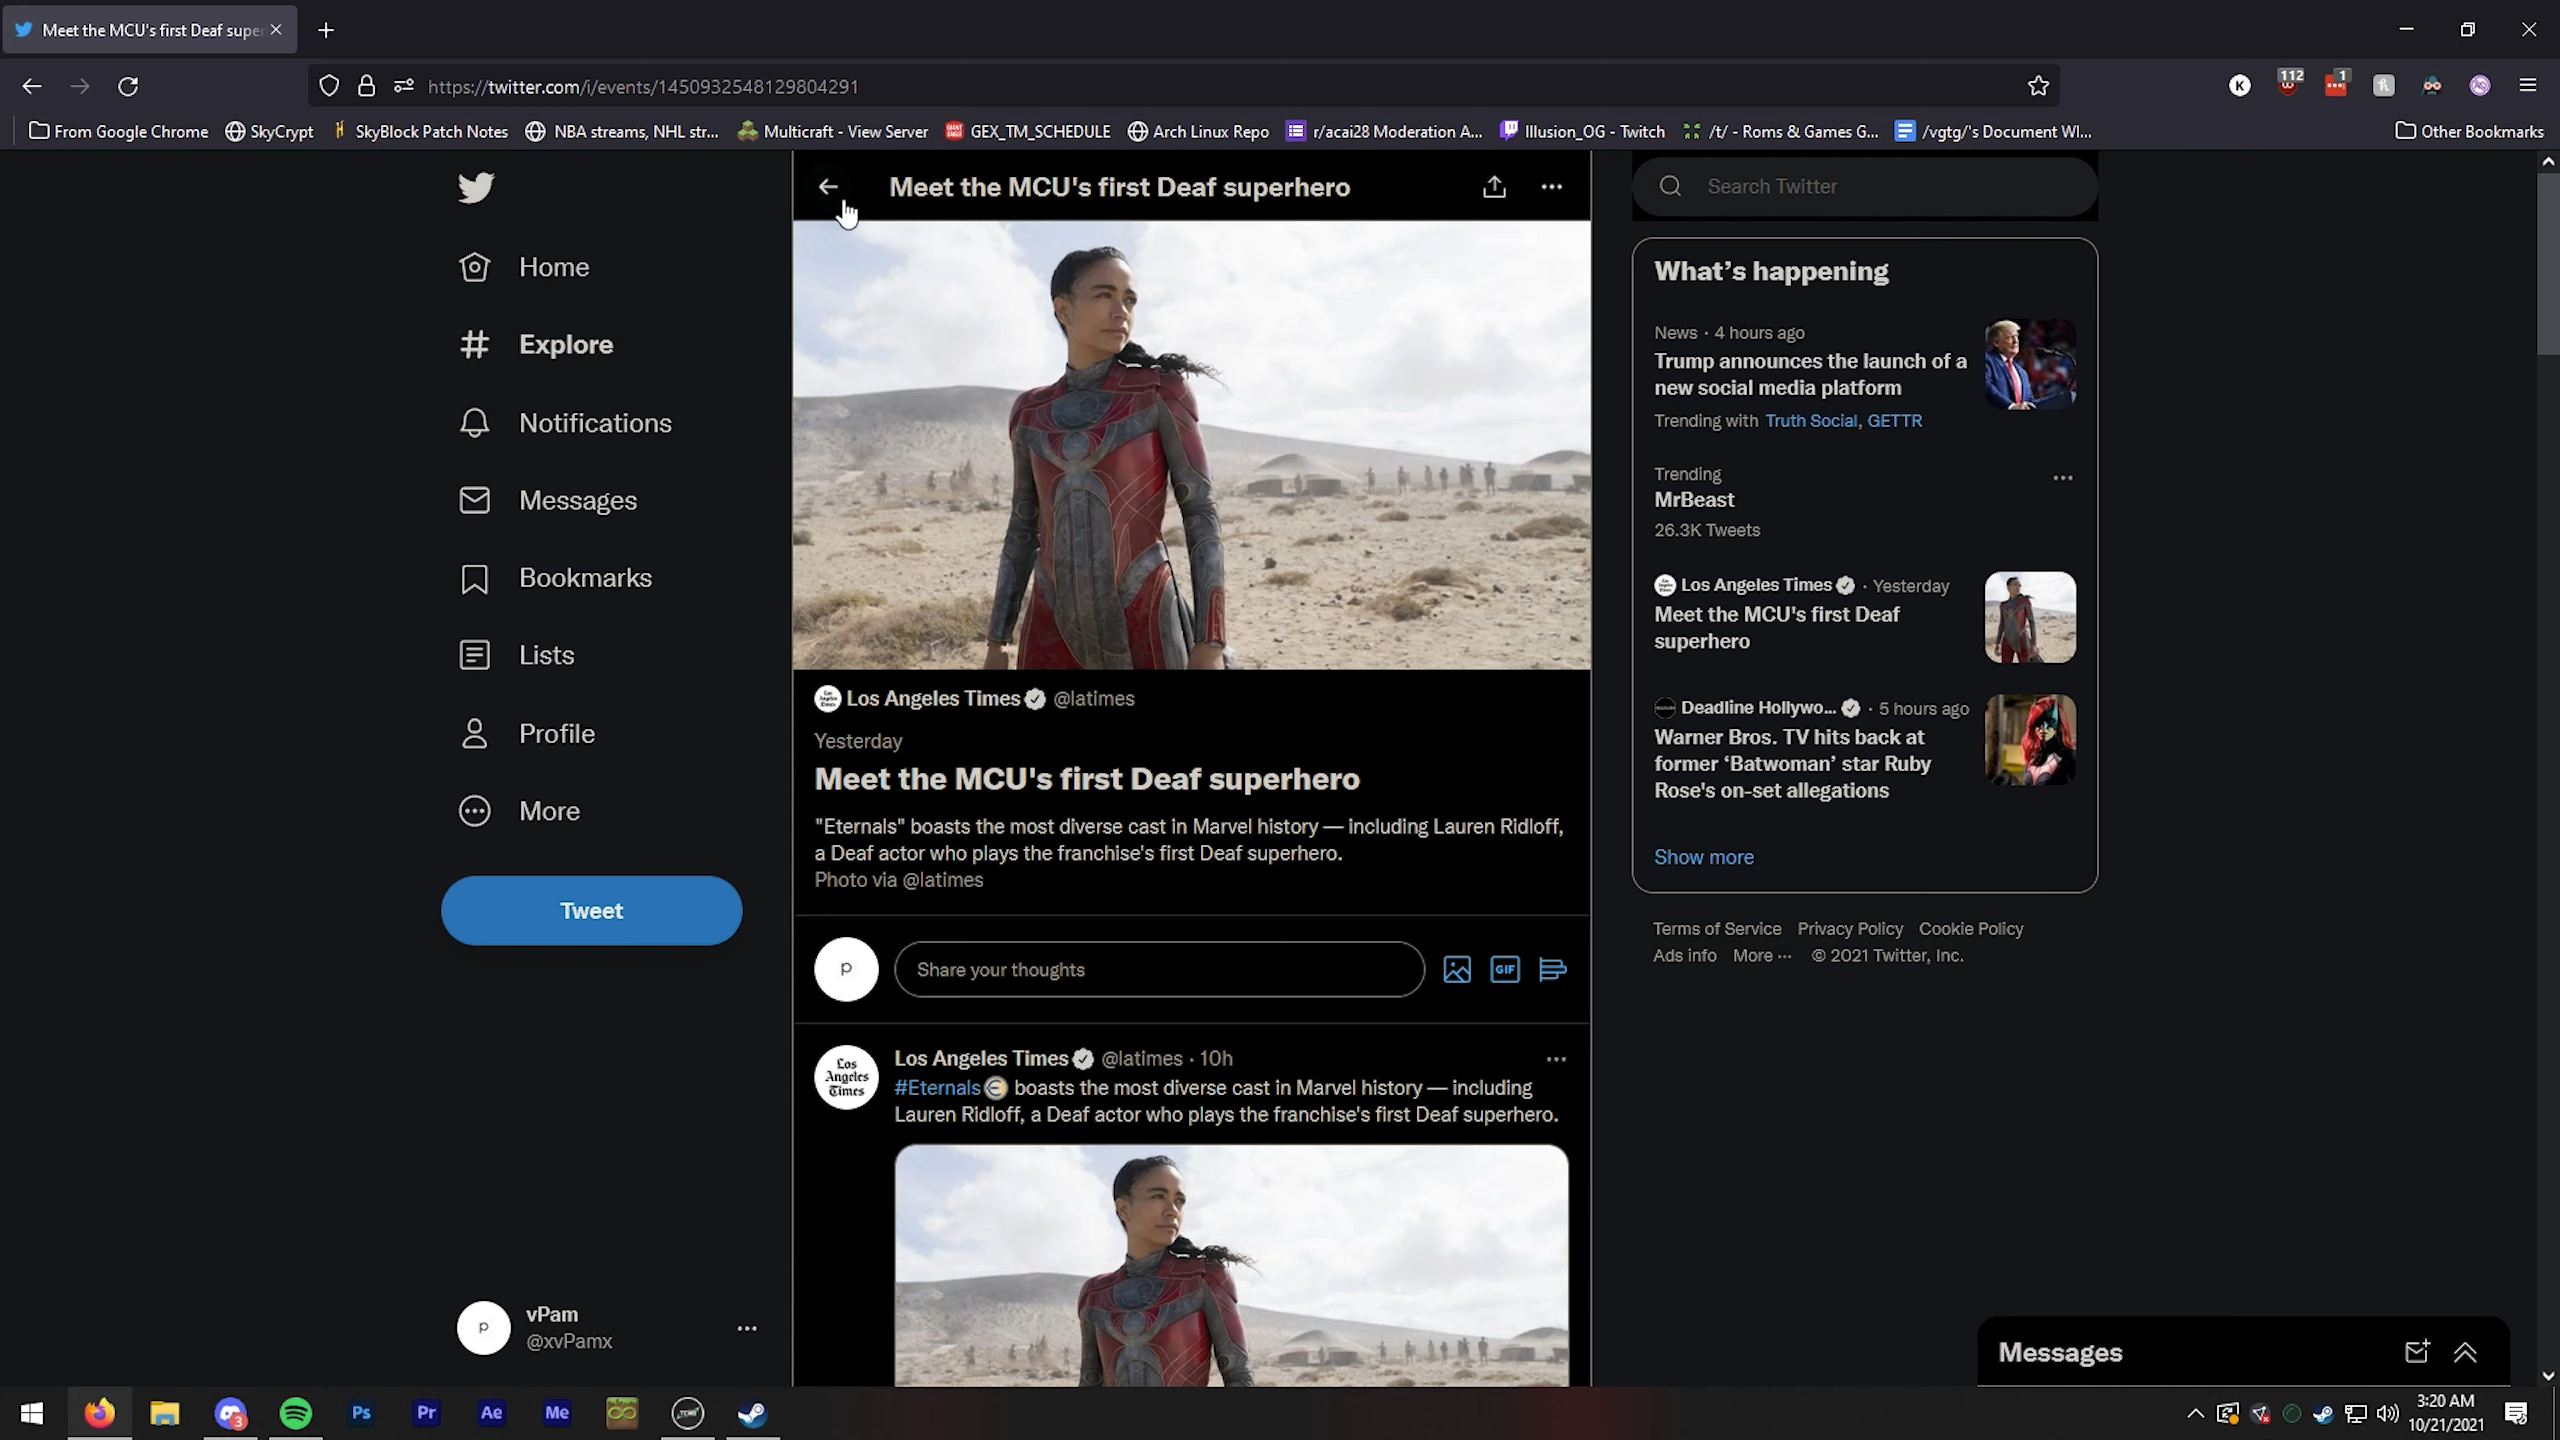 Meet the MCU's first Deaf supe
https://twitter.com/i/events/1450932548129804291
112
1
From Google Chrome
SkyCrypt
SkyBlock Patch Notes
NBA streams, NHL str...
Multicraft - View Server
GEX_TM_SCHEDULE
Arch Linux Repo
r/acai28 Moderation A...
Illusion_OG - Twitch
/t/ - Roms & Games G...
/vgtg/'s Document WI...
Other Bookmarks
Home
Explore
Notifications
Messages
Bookmarks
Lists
Profile
More
Tweet
P
vPam
@xvPamx
Meet the MCU's first Deaf superhero
Los Angeles Times @latimes
Yesterday
Meet the MCU's first Deaf superhero
"Eternals" boasts the most diverse cast in Marvel history — including Lauren Ridloff,
a Deaf actor who plays the franchise's first Deaf superhero.
Photo via @latimes
P
Share your thoughts
GIF
Los
Angeles
Times
Los Angeles Times @latimes · 10h
#Eternals boasts the most diverse cast in Marvel history — including
Lauren Ridloff, a Deaf actor who plays the franchise's first Deaf superhero.
Search Twitter
What's happening
News · 4 hours ago
Trump announces the launch of a
new social media platform
Trending with Truth Social, GETTR
Trending
MrBeast
26.3K Tweets
Los Angeles Times · Yesterday
Meet the MCU's first Deaf
superhero
Deadline Hollywo... · 5 hours ago
Warner Bros. TV hits back at
former ‘Batwoman’ star Ruby
Rose's on-set allegations
Show more
Terms of Service Privacy Policy Cookie Policy
Ads info More ··· © 2021 Twitter, Inc.
Messages
3
Ps
Pr
Ae
Me
3:20 AM
10/21/2021